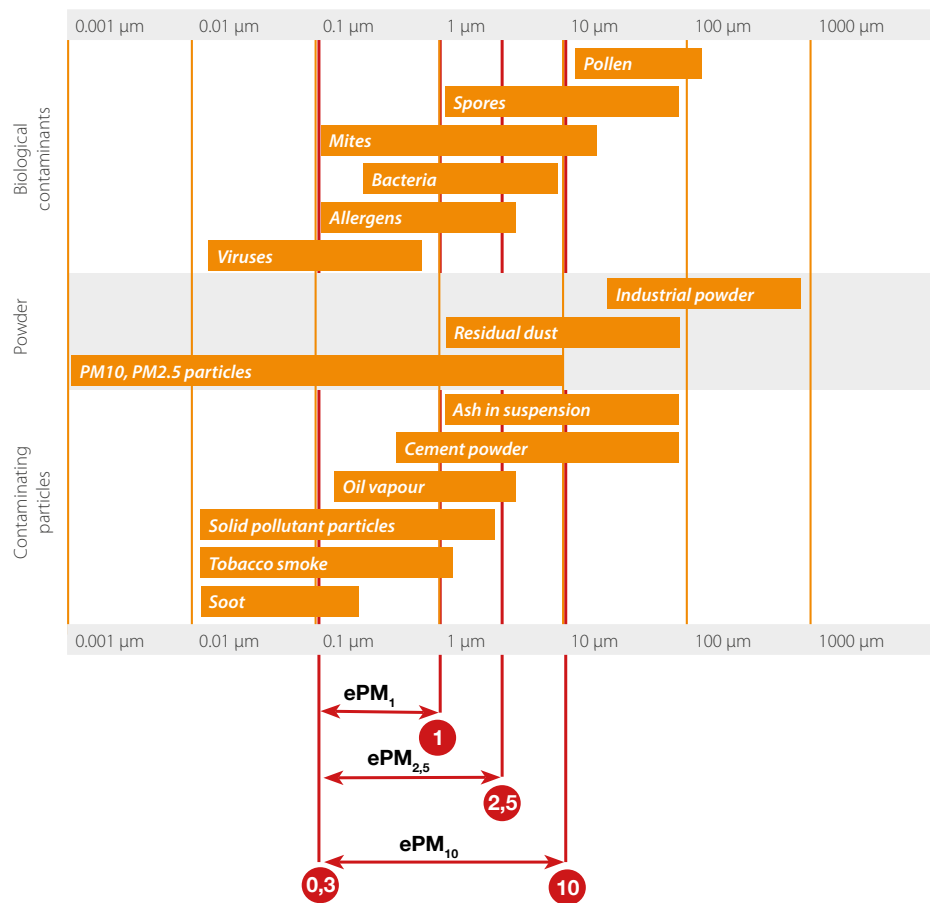 0.001 µm 0.01 µm 0.1 µm 1 µm 10 µm 100 µm 1000 µm
Biological
contaminants
Pollen
Spores
Mites
Bacteria
Allergens
Viruses
Powder
Industrial powder
Residual dust
PM10, PM2.5 particles
Contaminating
particles
Ash in suspension
Cement powder
Oil vapour
Solid pollutant particles
Tobacco smoke
Soot
0.001 µm 0.01 µm 0.1 µm 1 µm 10 µm 100 µm 1000 µm
ePM1
1
ePM2,5
2,5
ePM10
0,3 10